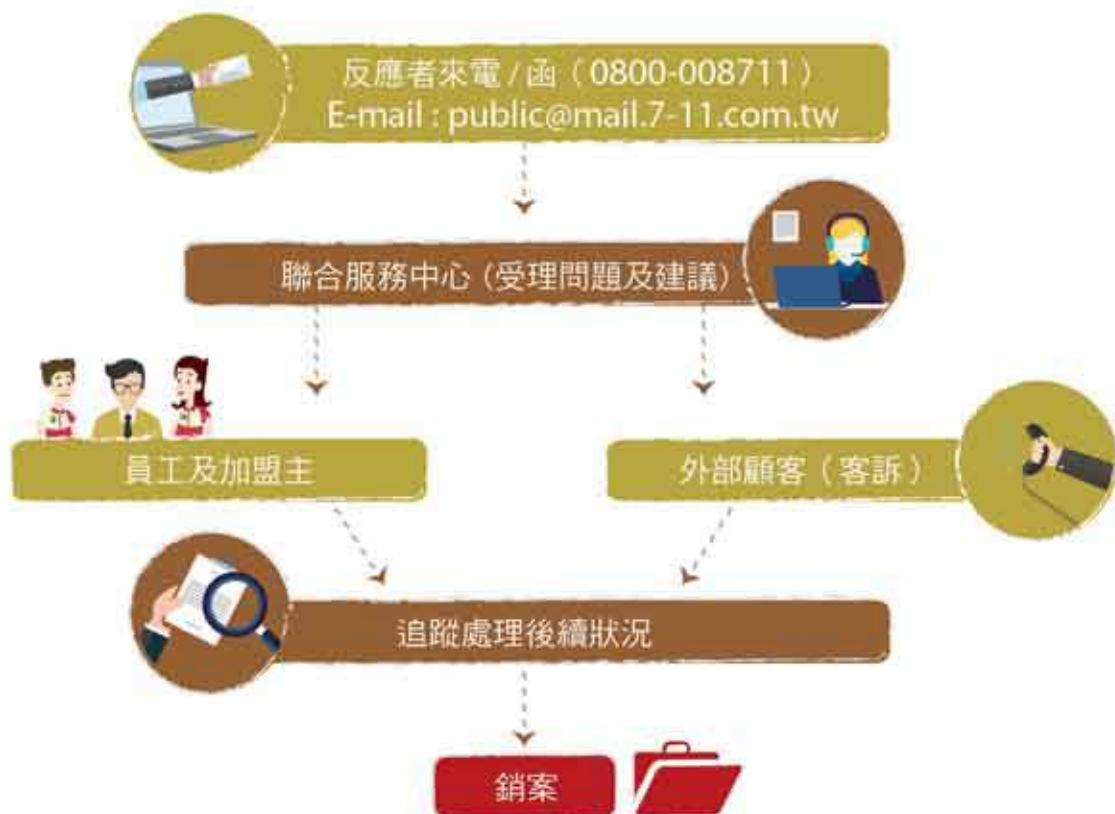 反應者來電 / 函（0800-008711）
E-mail : public@mail.7-11.com.tw
聯合服務中心（受理問題及建議）
員工及加盟主
外部顧客（客訴）
追蹤處理後續狀況
銷案